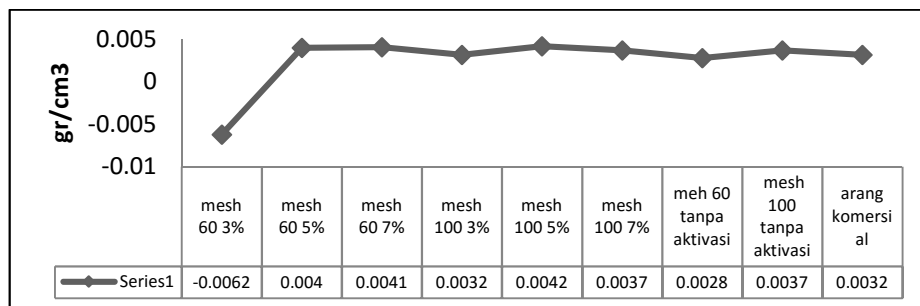 gr/cm3
0.005
0
-0.005
-0.01
mesh
60 3%
mesh
60 5%
mesh
60 7%
mesh
100 3%
mesh
100 5%
mesh
100 7%
meh 60
tanpa
aktivasi
mesh
100
tanpa
aktivasi
arang
komersi
al
Series1 -0.0062 0.004 0.0041 0.0032 0.0042 0.0037 0.0028 0.0037 0.0032